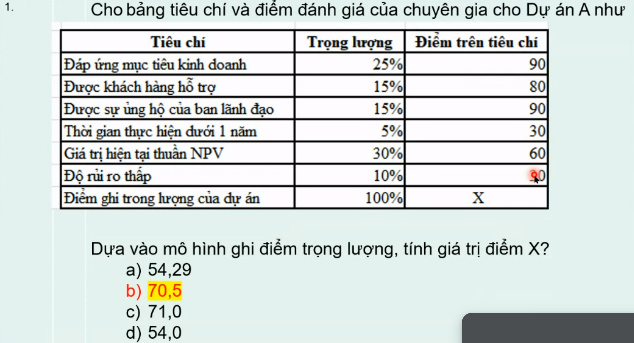 1. Cho bảng tiêu chí và điểm đánh giá của chuyên gia cho Dự án A như
Tiêu chí Trọng lượng Điểm trên tiêu chí
Đáp ứng mục tiêu kinh doanh 25% 90
Được khách hàng hỗ trợ 15% 80
Được sự ủng hộ của ban lãnh đạo 15% 90
Thời gian thực hiện dưới 1 năm 5% 30
Giá trị hiện tại thuần NPV 30% 60
Độ rủi ro thấp 10%
Điểm ghi trong lượng của dự án 100% X
Dựa vào mô hình ghi điểm trọng lượng, tính giá trị điểm X?
a) 54,29
b) 70,5
c) 71,0
d) 54,0